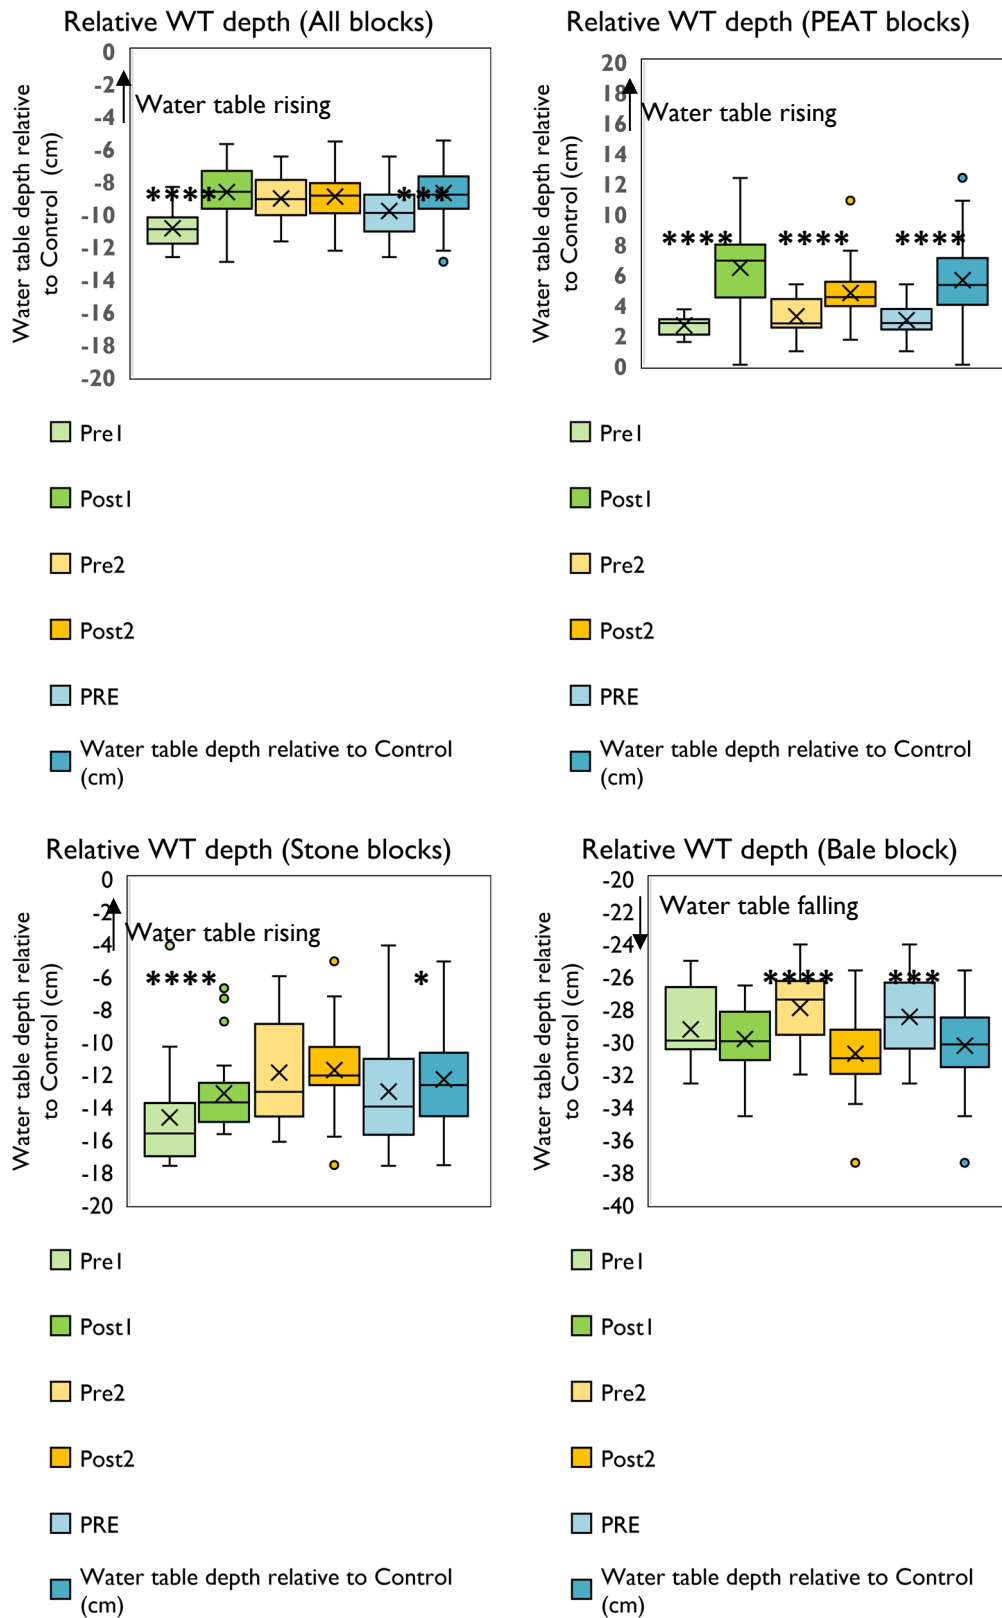 Relative WT depth (All blocks)
Water table depth relative
to Control (cm)
0
-2
-4
-6
-8
-10
-12
-14
-16
-18
-20
Water table rising
****
***
Pre1
Post1
Pre2
Post2
PRE
Water table depth relative to Control
(cm)
Relative WT depth (PEAT blocks)
Water table depth relative
to Control (cm)
20
18
16
14
12
10
8
6
4
2
0
Water table rising
****
****
****
Pre1
Post1
Pre2
Post2
PRE
Water table depth relative to Control
(cm)
Relative WT depth (Stone blocks)
Water table depth relative
to Control (cm)
0
-2
-4
-6
-8
-10
-12
-14
-16
-18
-20
Water table rising
****
*
Pre1
Post1
Pre2
Post2
PRE
Water table depth relative to Control
(cm)
Relative WT depth (Bale block)
Water table depth relative
to Control (cm)
-20
-22
-24
-26
-28
-30
-32
-34
-36
-38
-40
Water table falling
****
***
Pre1
Post1
Pre2
Post2
PRE
Water table depth relative to Control
(cm)